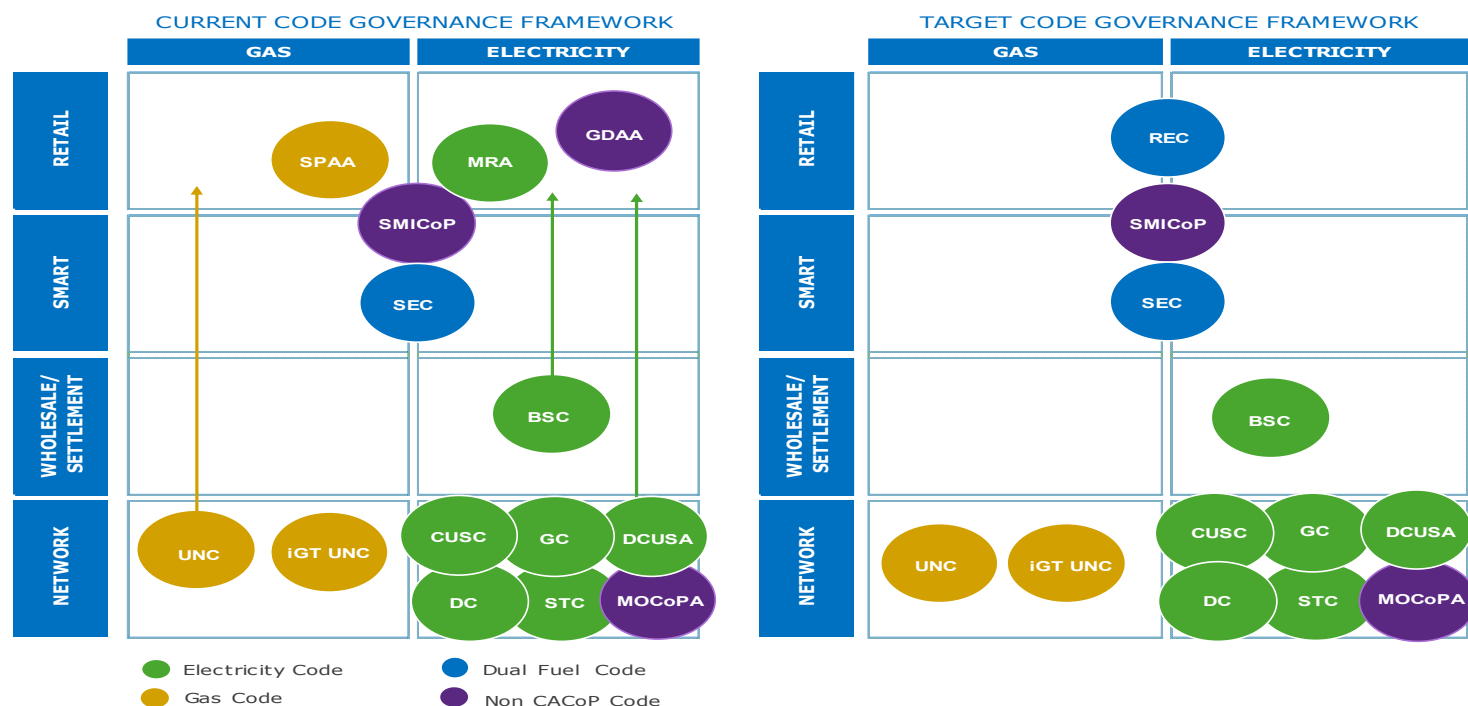 CURRENT CODE GOVERNANCE FRAMEWORK
GAS
ELECTRICITY
RETAIL
SPAA
MRA
GDAA
SMICoP
SMART
SEC
WHOLESALE/
SETTLEMENT
BSC
NETWORK
UNC
iGT UNC
CUSC
GC
DCUSA
DC
STC
MOCoPA
TARGET CODE GOVERNANCE FRAMEWORK
GAS
ELECTRICITY
RETAIL
REC
SMICoP
SMART
SEC
WHOLESALE/
SETTLEMENT
BSC
NETWORK
UNC
iGT UNC
CUSC
GC
DCUSA
DC
STC
MOCoPA
Electricity Code
Dual Fuel Code
Gas Code
Non CACoP Code